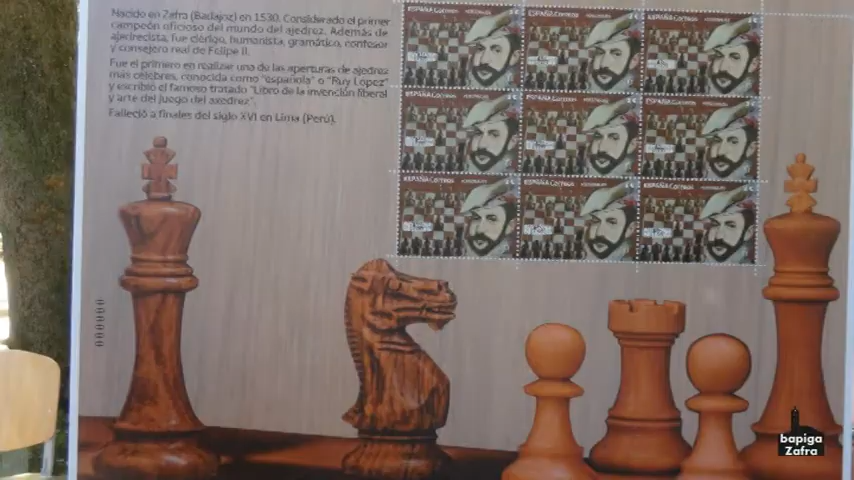 Nacido en Zafra (Badajoz) en 1530. Considerado el primer
campeón oficioso del mundo del ajedrez. Además de
ajedrecista, fue clérigo, humanista, gramático, confesor
y consejero real de Felipe II.
Fue el primero en realizar una de las aperturas de ajedrez
más célebres, conocida como "española" o "Ruy López"
y escribió el famoso tratado "Libro de la invención liberal
y arte del juego del axedrez".
Falleció a finales del siglo XVI en Lima (Perú).
ESPAÑA CORREOS
ESPAÑA CORREOS
ESPAÑA CORREOS
ESPAÑA CORREOS
ESPAÑA CORREOS
ESPAÑA CORREOS
ESPAÑA CORREOS
ESPAÑA CORREOS
ESPAÑA CORREOS
000000
bapiga
Zafra